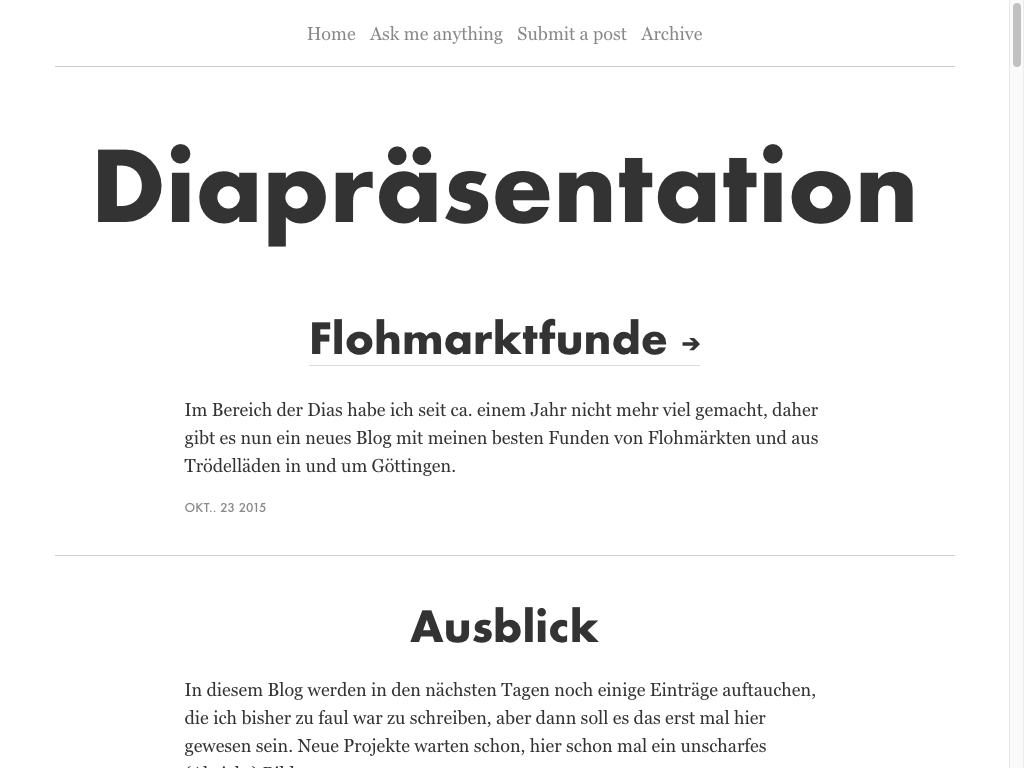 Home Ask me anything Submit a post Archive
Diapräsentation
Flohmarktfunde →
Im Bereich der Dias habe ich seit ca. einem Jahr nicht mehr viel gemacht, daher
gibt es nun ein neues Blog mit meinen besten Funden von Flohmärkten und aus
Trödelläden in und um Göttingen.
OKT.. 23 2015
Ausblick
In diesem Blog werden in den nächsten Tagen noch einige Einträge auftauchen,
die ich bisher zu faul war zu schreiben, aber dann soll es das erst mal hier
gewesen sein. Neue Projekte warten schon, hier schon mal ein unscharfes